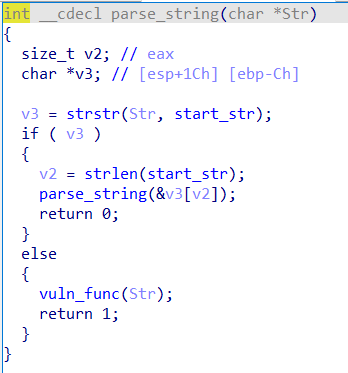 int __cdecl parse_string(char *Str)
{
  size_t v2; // eax
  char *v3; // [esp+1Ch] [ebp-Ch]

  v3 = strstr(Str, start_str);
  if ( v3 )
  {
    v2 = strlen(start_str);
    parse_string(&v3[v2]);
    return 0;
  }
  else
  {
    vuln_func(Str);
    return 1;
  }
}